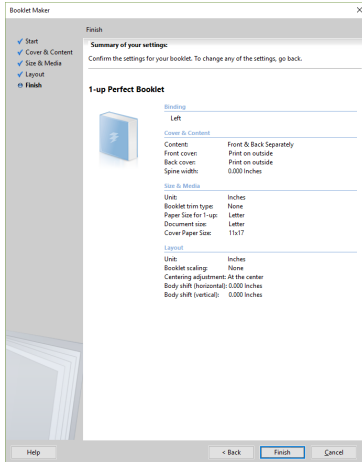 Booklet Maker
Start
Cover & Content
Size & Media
Layout
Finish
Finish
Summary of your settings:
Confirm the settings for your booklet. To change any of the settings, go back.
1-up Perfect Booklet
Binding
Left
Cover & Content
Content: Front & Back Separately
Front cover: Print on outside
Back cover: Print on outside
Spine width: 0.000 Inches
Size & Media
Unit: Inches
Booklet trim type: None
Paper Size for 1-up: Letter
Document size: Letter
Cover Paper Size: 11x17
Layout
Unit: Inches
Booklet scaling: None
Centering adjustment: At the center
Body shift (horizontal): 0.000 Inches
Body shift (vertical): 0.000 Inches
Help
< Back
Finish
Cancel